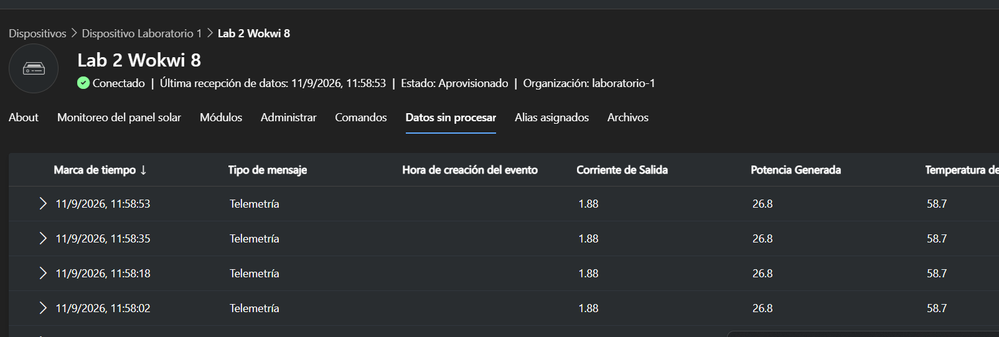 Dispositivos > Dispositivo Laboratorio 1 > Lab 2 Wokwi 8
Lab 2 Wokwi 8
Conectado | Última recepción de datos: 11/9/2026, 11:58:53 | Estado: Aprovisionado | Organización: laboratorio-1
About Monitoreo del panel solar Módulos Administrar Comandos Datos sin procesar Alias asignados Archivos
Marca de tiempo ↓ Tipo de mensaje Hora de creación del evento Corriente de Salida Potencia Generada Temperatura de
11/9/2026, 11:58:53 Telemetría 1.88 26.8 58.7
11/9/2026, 11:58:35 Telemetría 1.88 26.8 58.7
11/9/2026, 11:58:18 Telemetría 1.88 26.8 58.7
11/9/2026, 11:58:02 Telemetría 1.88 26.8 58.7